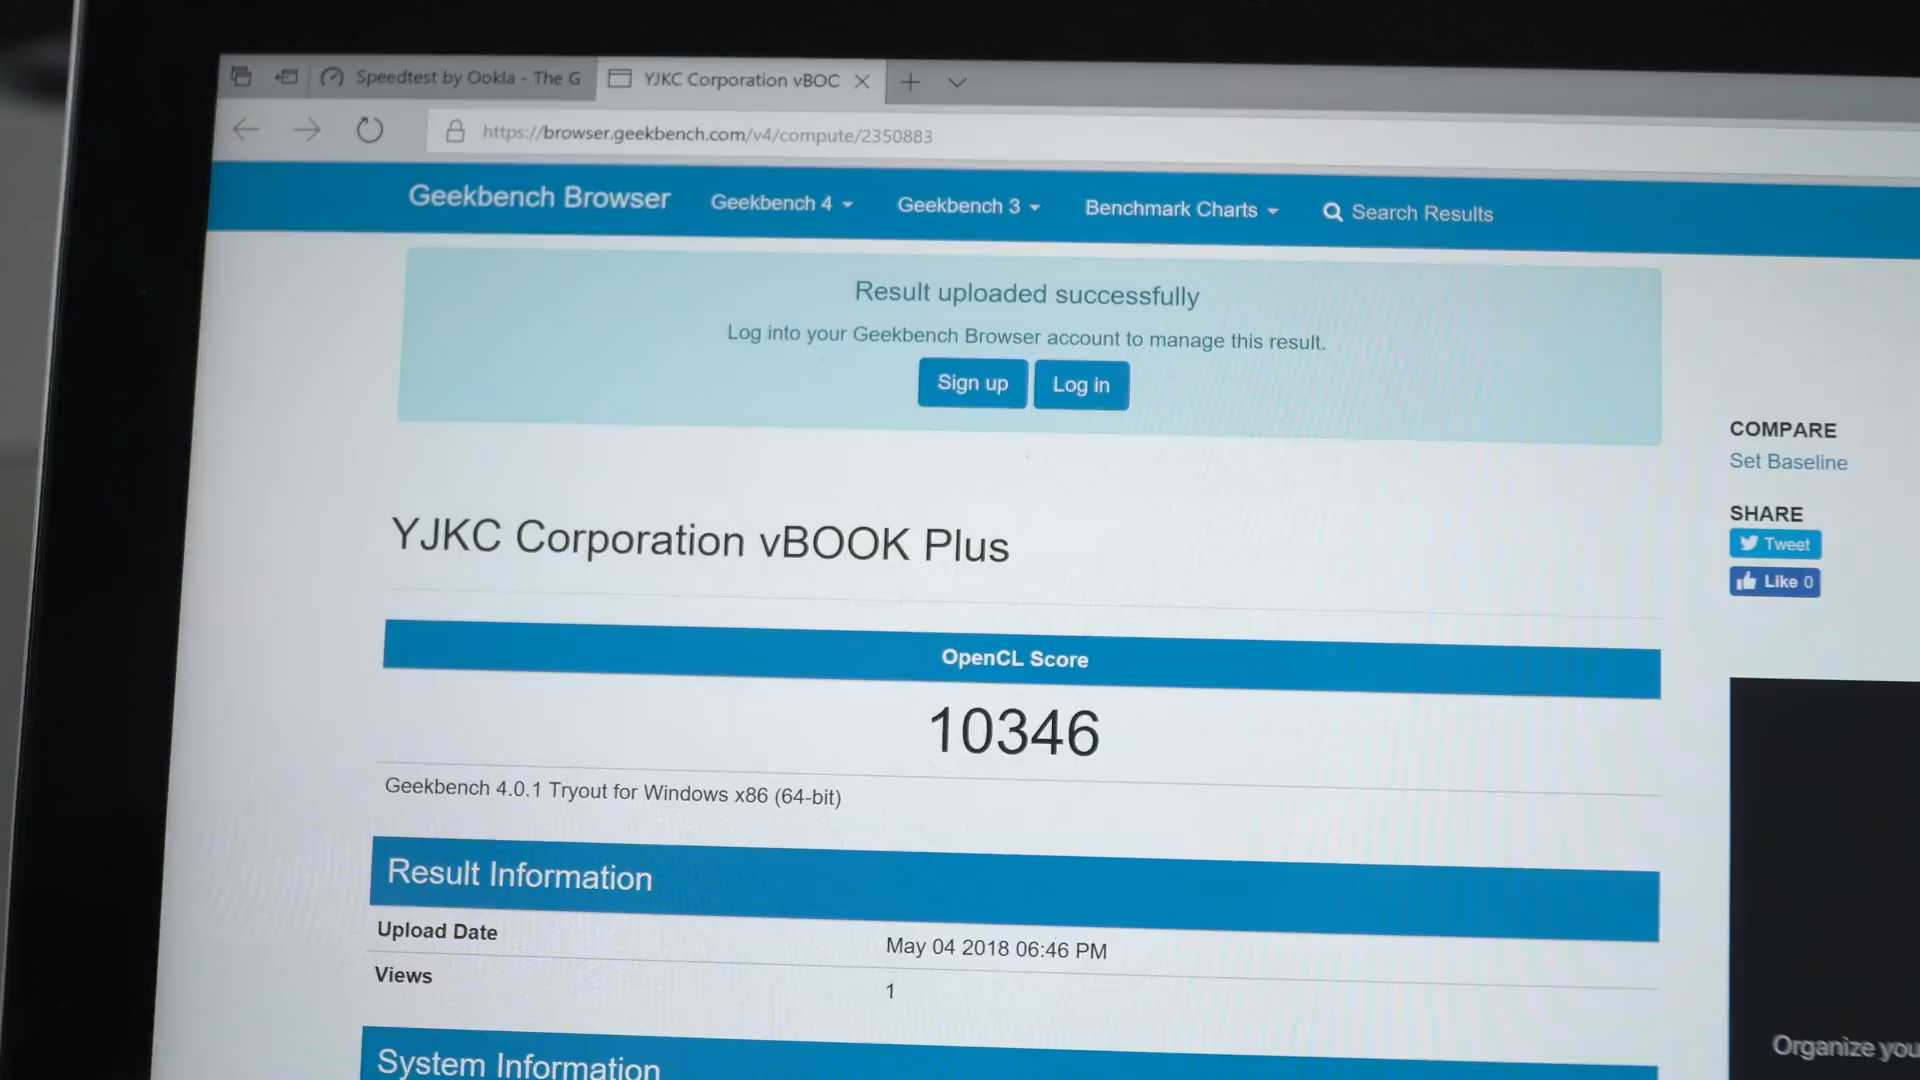 Speedtest by Ookla - The G
YJKC Corporation vBOC
https://browser.geekbench.com/v4/compute/2350883
Geekbench Browser Geekbench 4 Geekbench 3 Benchmark Charts Search Results
Result uploaded successfully
Log into your Geekbench Browser account to manage this result.
Sign up Log in
COMPARE
Set Baseline
SHARE
Tweet
Like 0
YJKC Corporation vBOOK Plus
OpenCL Score
10346
Geekbench 4.0.1 Tryout for Windows x86 (64-bit)
Result Information
Upload Date May 04 2018 06:46 PM
Views 1
System Information
Organize you